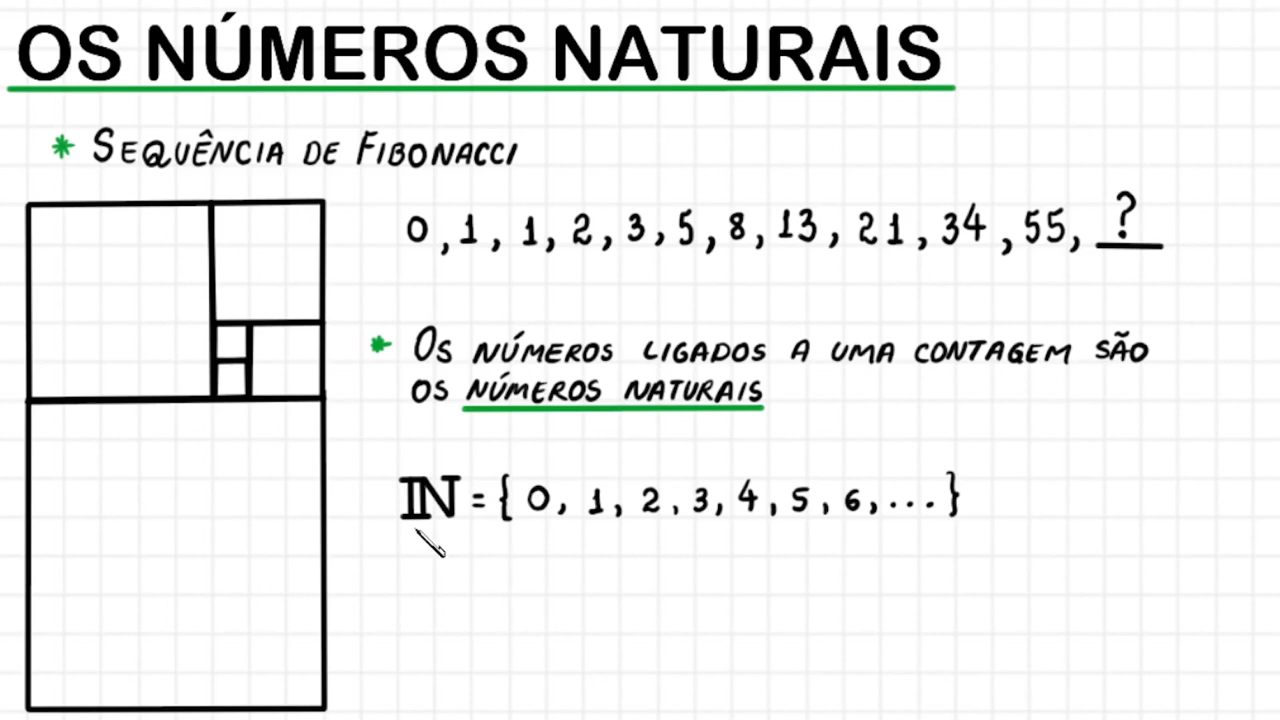 OS NÚMEROS NATURAIS
* SEQUÊNCIA DE FIBONACCI
0, 1, 1, 2, 3, 5, 8, 13, 21, 34, 55, ?
* OS NÚMEROS LIGADOS A UMA CONTAGEM SÃO
OS NÚMEROS NATURAIS
ℕ = { 0, 1, 2, 3, 4, 5, 6, ... }